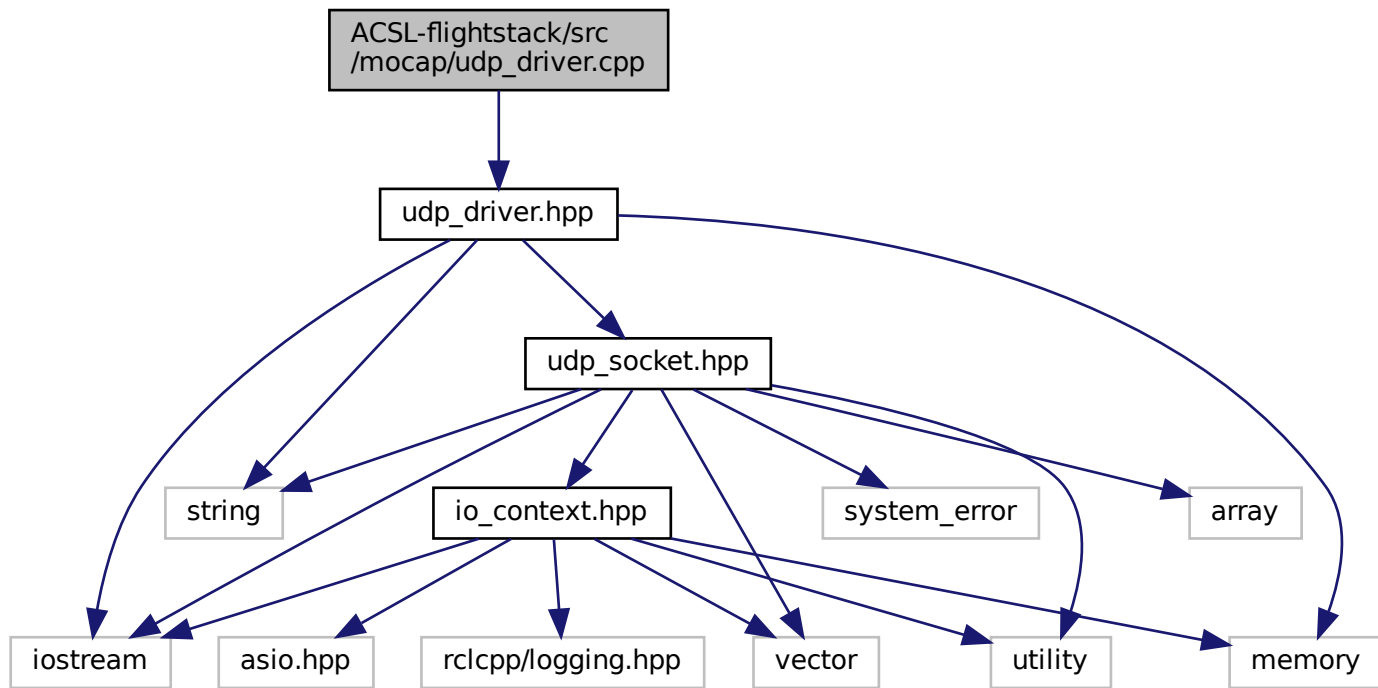 ACSL-flightstack/src
/mocap/udp_driver.cpp
udp_driver.hpp
udp_socket.hpp
string
io_context.hpp
system_error
array
iostream
asio.hpp
rclcpp/logging.hpp
vector
utility
memory